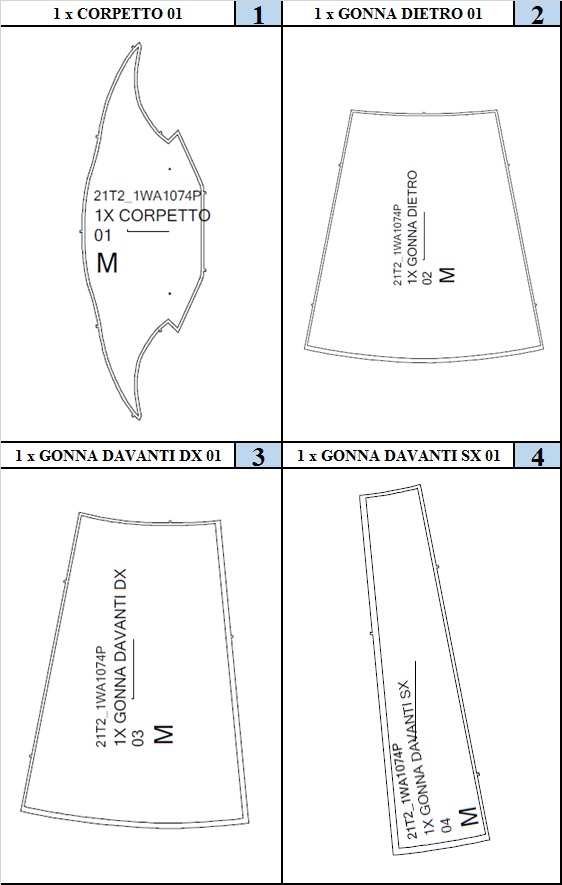 1 x CORPETTO 01
1
1 x GONNA DIETRO 01
2
21T2_1WA1074P
1X CORPETTO
01
M
21T2_1WA1074P
1X GONNA DIETRO
02
M
1 x GONNA DAVANTI DX 01
3
1 x GONNA DAVANTI SX 01
4
21T2_1WA1074P
1X GONNA DAVANTI DX
03
M
21T2_1WA1074P
1X GONNA DAVANTI SX
04
M